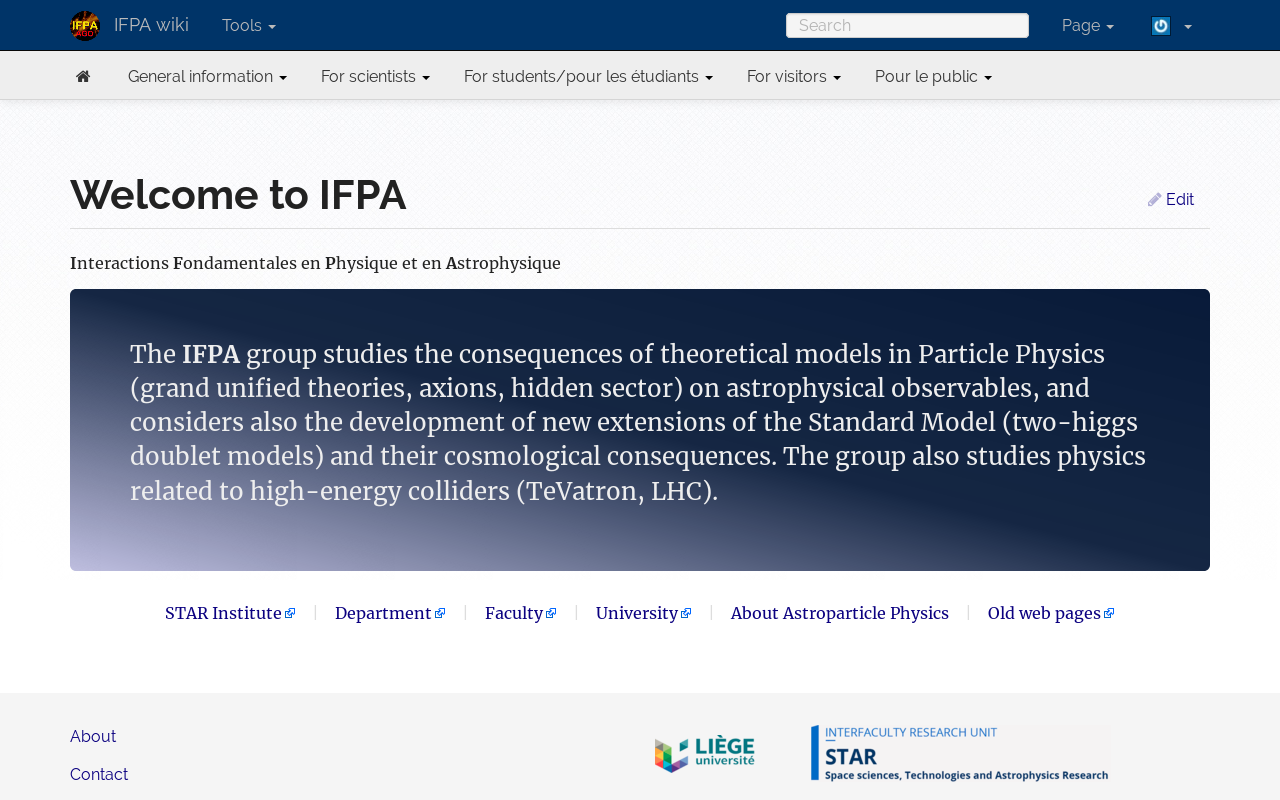 IFPA AGO IFPA wiki Tools Search Page
General information For scientists For students/pour les étudiants For visitors Pour le public
Welcome to IFPA
Edit
Interactions Fondamentales en Physique et en Astrophysique
The IFPA group studies the consequences of theoretical models in Particle Physics
(grand unified theories, axions, hidden sector) on astrophysical observables, and
considers also the development of new extensions of the Standard Model (two-higgs
doublet models) and their cosmological consequences. The group also studies physics
related to high-energy colliders (TeVatron, LHC).
STAR Institute | Department | Faculty | University | About Astroparticle Physics | Old web pages
About
Contact
LIÈGE
université
INTERFACULTY RESEARCH UNIT
STAR
Space sciences, Technologies and Astrophysics Research